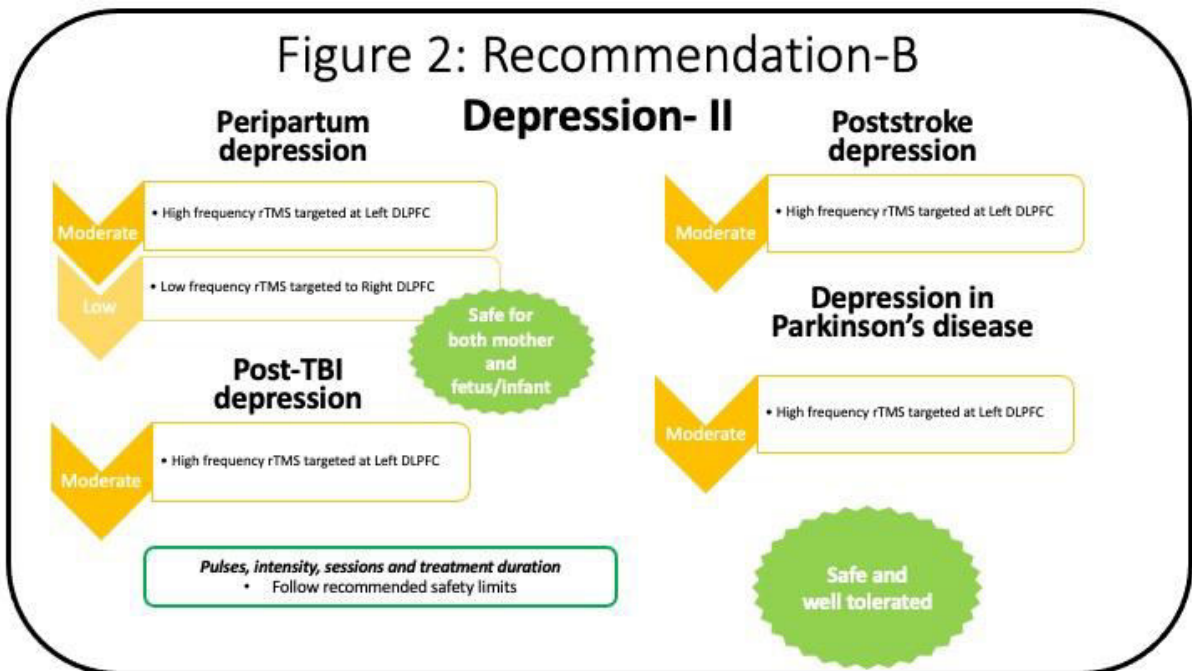 Figure 2: Recommendation-B
Depression- II
Peripartum
depression
Moderate
• High frequency rTMS targeted at Left DLPFC
Low
• Low frequency rTMS targeted to Right DLPFC
Safe for
both mother
and
fetus/infant
Post-TBI
depression
Moderate
• High frequency rTMS targeted at Left DLPFC
Poststroke
depression
Moderate
• High frequency rTMS targeted at Left DLPFC
Depression in
Parkinson's disease
Moderate
• High frequency rTMS targeted at Left DLPFC
Pulses, intensity, sessions and treatment duration
• Follow recommended safety limits
Safe and
well tolerated